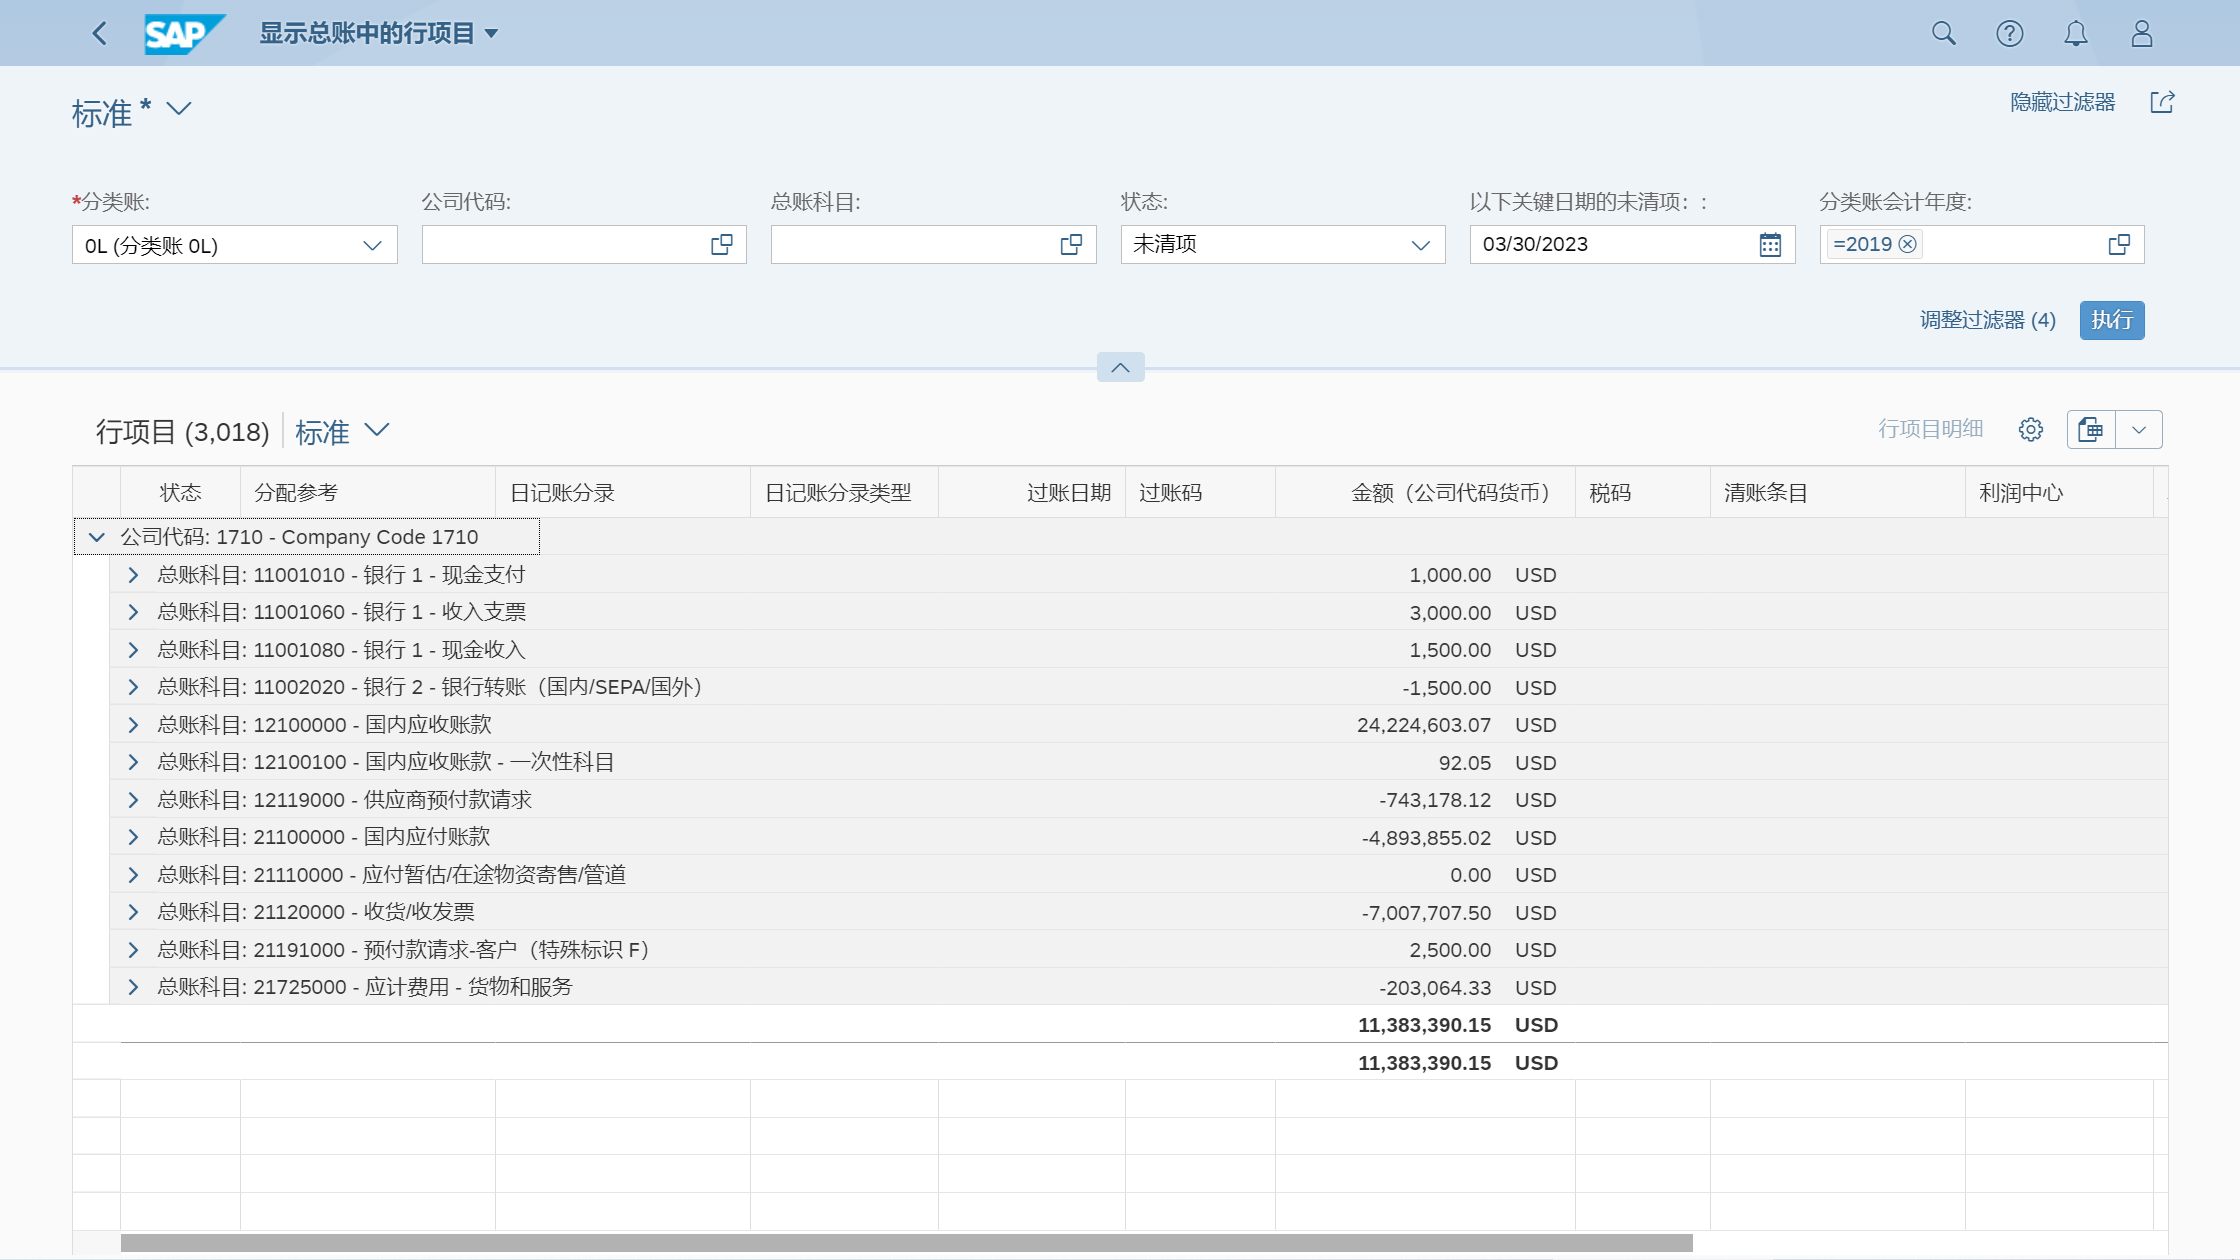 SAP 显示总账中的行项目
标准 *
隐藏过滤器
*分类账: 公司代码: 总账科目: 状态: 以下关键日期的未清项：: 分类账会计年度:
0L (分类账 0L) 未清项 03/30/2023 =2019
调整过滤器 (4) 执行
行项目 (3,018) 标准 行项目明细
状态 分配参考 日记账分录 日记账分录类型 过账日期 过账码 金额（公司代码货币） 税码 清账条目 利润中心
公司代码: 1710 - Company Code 1710
总账科目: 11001010 - 银行 1 - 现金支付 1,000.00 USD
总账科目: 11001060 - 银行 1 - 收入支票 3,000.00 USD
总账科目: 11001080 - 银行 1 - 现金收入 1,500.00 USD
总账科目: 11002020 - 银行 2 - 银行转账（国内/SEPA/国外） -1,500.00 USD
总账科目: 12100000 - 国内应收账款 24,224,603.07 USD
总账科目: 12100100 - 国内应收账款 - 一次性科目 92.05 USD
总账科目: 12119000 - 供应商预付款请求 -743,178.12 USD
总账科目: 21100000 - 国内应付账款 -4,893,855.02 USD
总账科目: 21110000 - 应付暂估/在途物资寄售/管道 0.00 USD
总账科目: 21120000 - 收货/收发票 -7,007,707.50 USD
总账科目: 21191000 - 预付款请求-客户（特殊标识 F） 2,500.00 USD
总账科目: 21725000 - 应计费用 - 货物和服务 -203,064.33 USD
11,383,390.15 USD
11,383,390.15 USD